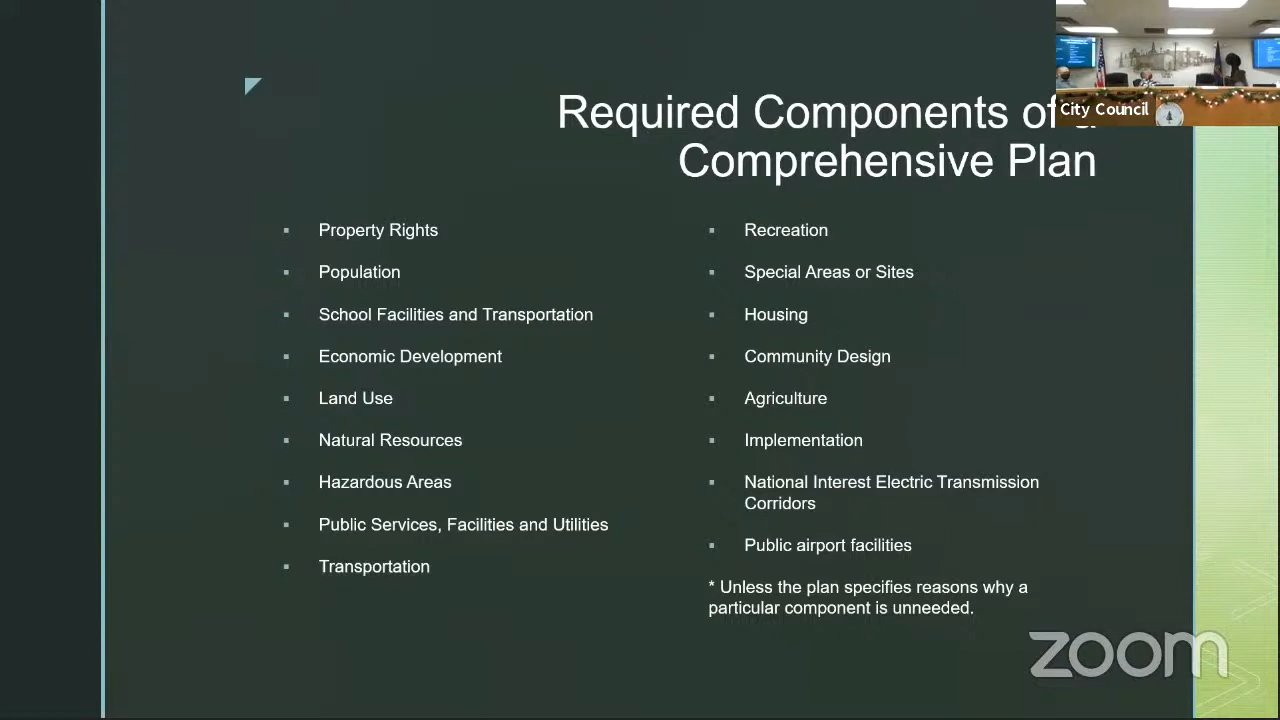 Required Components of a
Comprehensive Plan
City Council
Property Rights
Population
School Facilities and Transportation
Economic Development
Land Use
Natural Resources
Hazardous Areas
Public Services, Facilities and Utilities
Transportation
Recreation
Special Areas or Sites
Housing
Community Design
Agriculture
Implementation
National Interest Electric Transmission
Corridors
Public airport facilities
* Unless the plan specifies reasons why a
particular component is unneeded.
zoom